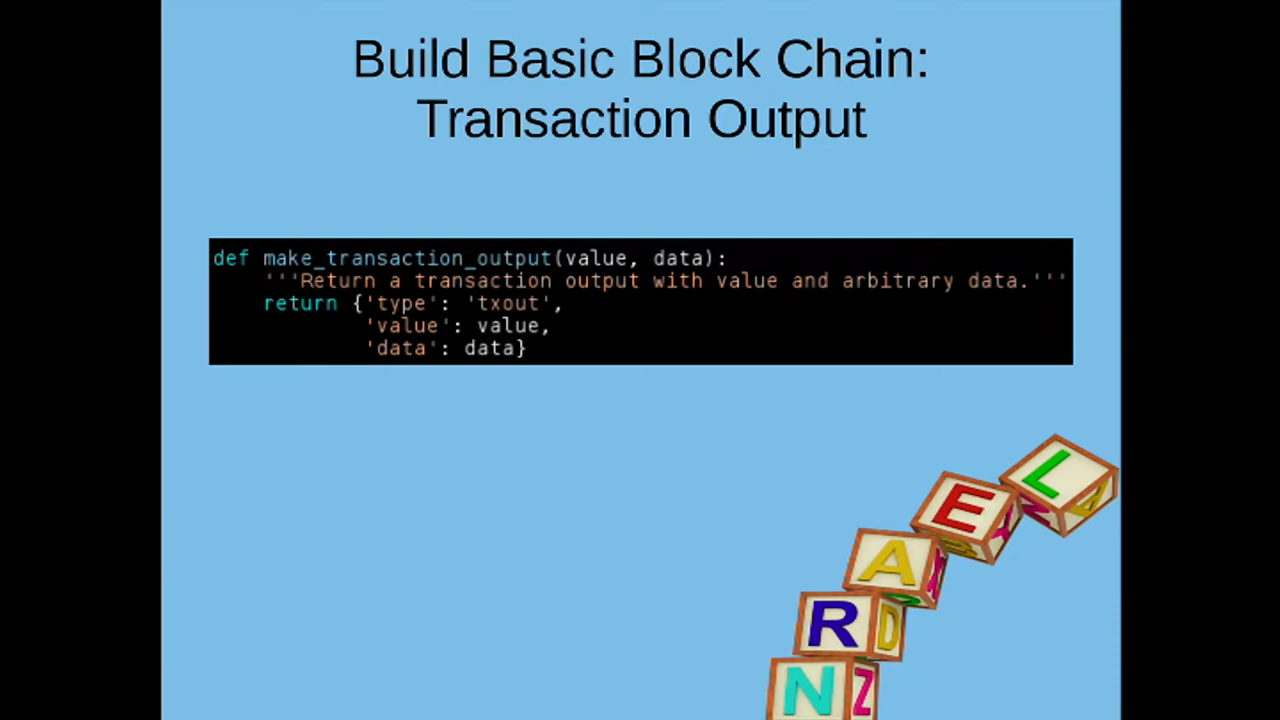 Build Basic Block Chain:
Transaction Output
def make_transaction_output(value, data):
    '''Return a transaction output with value and arbitrary data.'''
    return {'type': 'txout',
            'value': value,
            'data': data}
L
E
A
R D
N Z